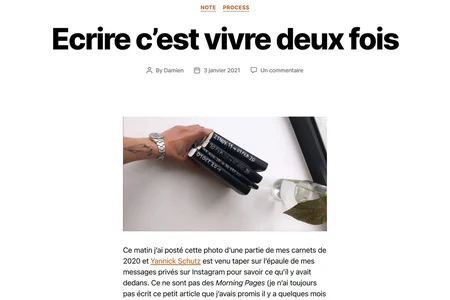 NOTE PROCESS
Ecrire c'est vivre deux fois
By Damien 3 janvier 2021 Un commentaire
Ce matin j'ai posté cette photo d'une partie de mes carnets de
2020 et Yannick Schutz est venu taper sur l'épaule de mes
messages privés sur Instagram pour savoir ce qu'il y avait
dedans. Ce ne sont pas des Morning Pages (je n'ai toujours
pas écrit ce petit article que j'avais promis il y a quelques mois